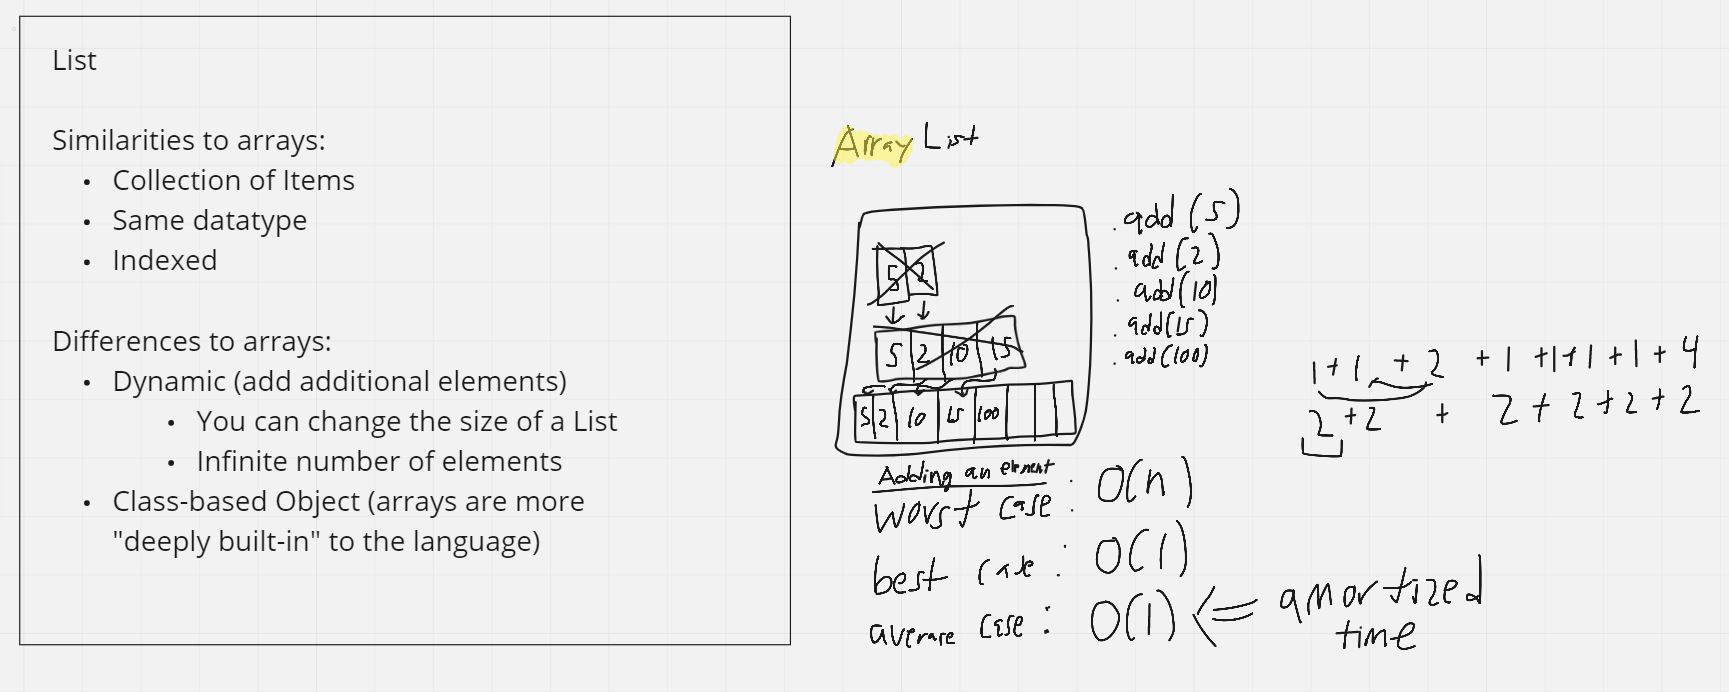 List
Similarities to arrays:
• Collection of Items
• Same datatype
• Indexed
Differences to arrays:
• Dynamic (add additional elements)
• You can change the size of a List
• Infinite number of elements
• Class-based Object (arrays are more
"deeply built-in" to the language)
Array List
5 2
5 2 10 15
5 2 10 15 100
.add(5)
.add(2)
.add(10)
.add(15)
.add(100)
Adding an element
worst case : O(n)
best case : O(1)
average case : O(1) <= amortized
time
1+1 + 2 + 1 +1+1+1+4
2+2 + 2+2+2+2